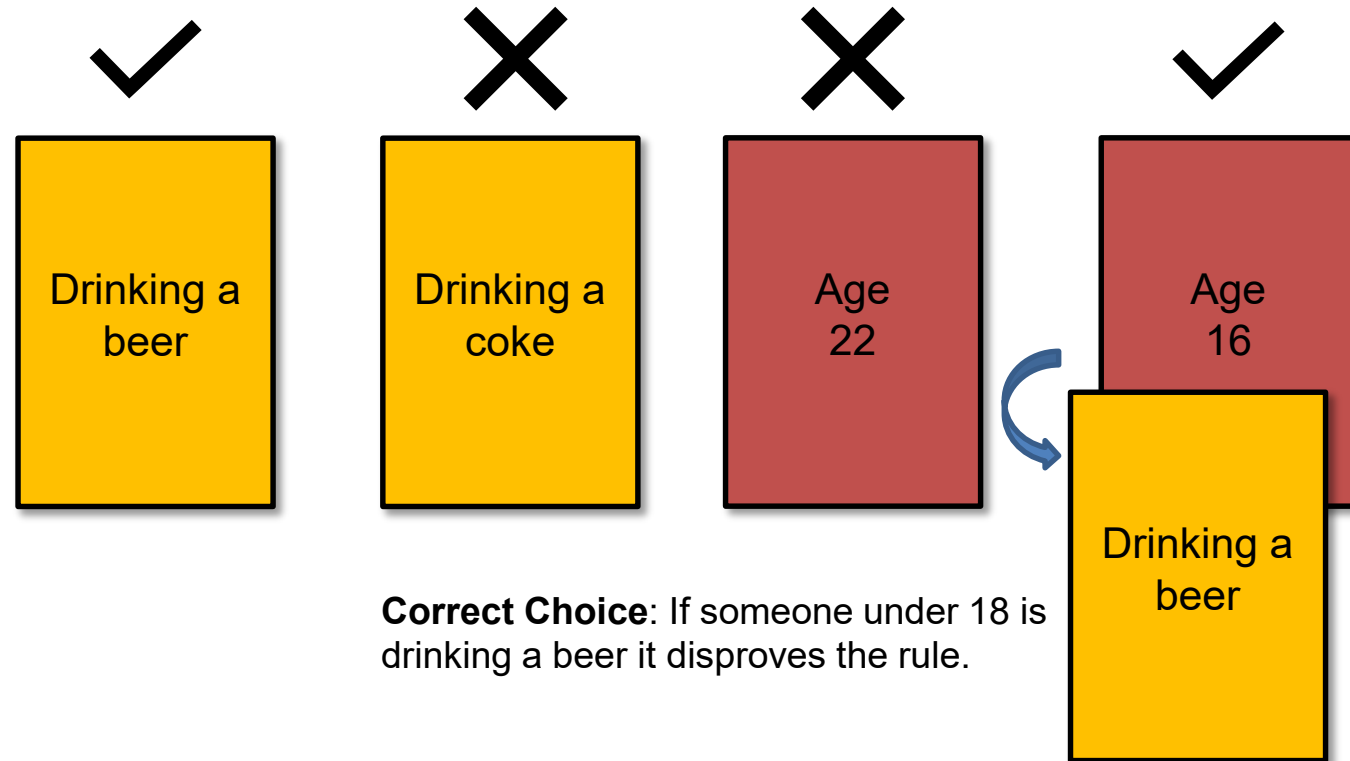 Drinking a
beer
Drinking a
coke
Age
22
Age
16
Drinking a
beer
Correct Choice: If someone under 18 is
drinking a beer it disproves the rule.